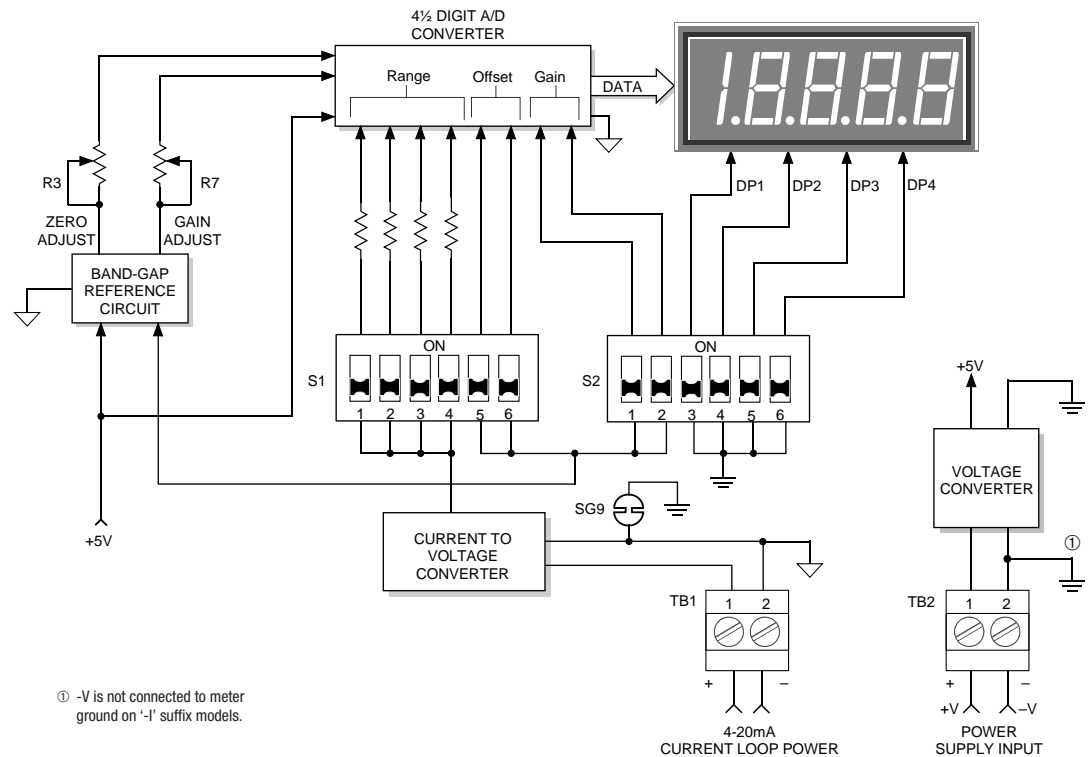 4½ DIGIT A/D
CONVERTER
Range
Offset
Gain
DATA
1.8.8.8.8
DP1
DP2
DP3
DP4
R3
R7
ZERO
ADJUST
GAIN
ADJUST
BAND-GAP
REFERENCE
CIRCUIT
ON
S1
1 2 3 4 5 6
ON
S2
1 2 3 4 5 6
+5V
VOLTAGE
CONVERTER
+5V
SG9
CURRENT TO
VOLTAGE
CONVERTER
①
TB1
1 2
TB2
1 2
+ –
+ –
+V –V
① -V is not connected to meter
ground on ‘-I’ suffix models.
4-20mA
CURRENT LOOP POWER
POWER
SUPPLY INPUT